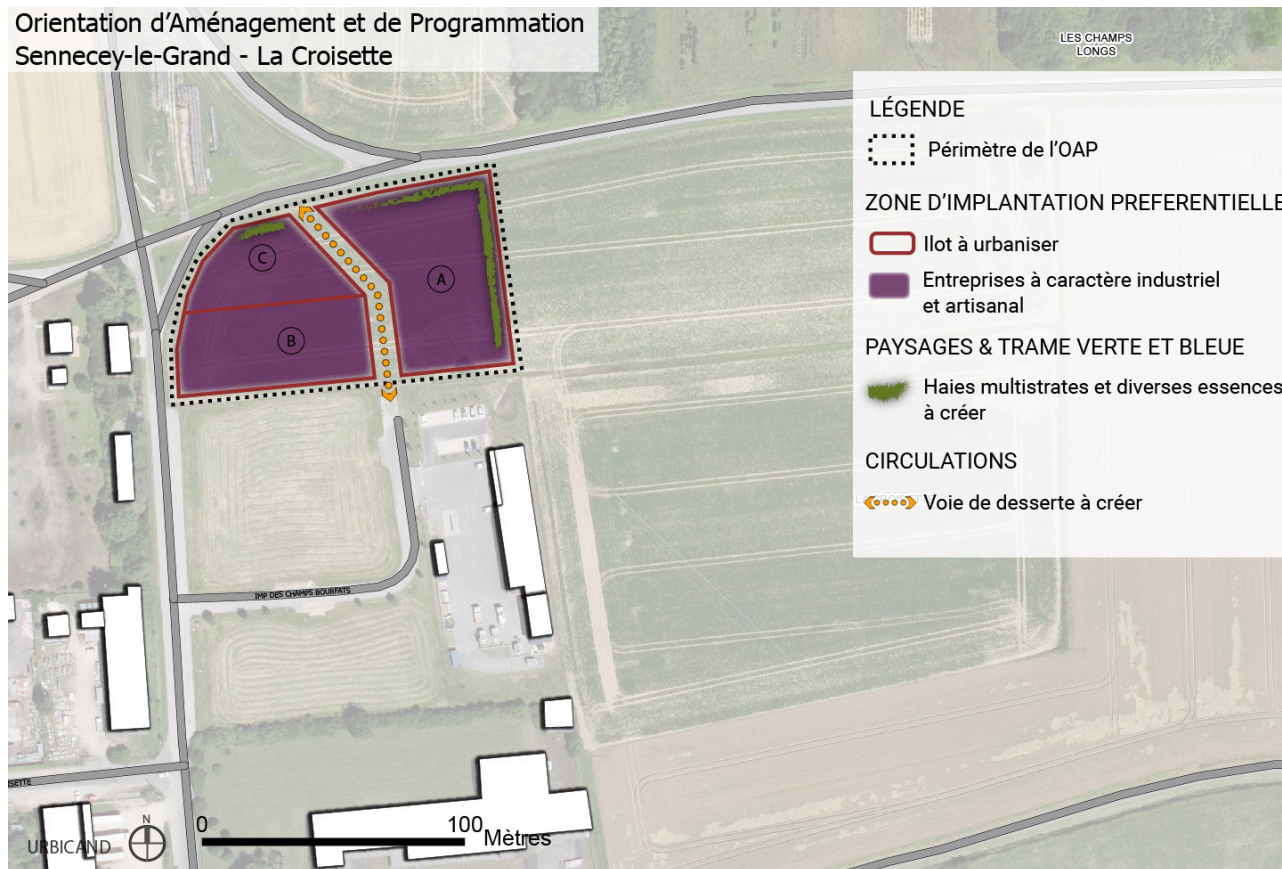 Orientation d’Aménagement et de Programmation
Sennecey-le-Grand - La Croisette
LES CHAMPS
LONGS
LÉGENDE
Périmètre de l’OAP
ZONE D’IMPLANTATION PREFERENTIELLE
Ilot à urbaniser
Entreprises à caractère industriel
et artisanal
PAYSAGES & TRAME VERTE ET BLEUE
Haies multistrates et diverses essences
à créer
CIRCULATIONS
Voie de desserte à créer
C
A
B
IMP DES CHAMPS BOURFATS
N
0
100
Mètres
URBICAND